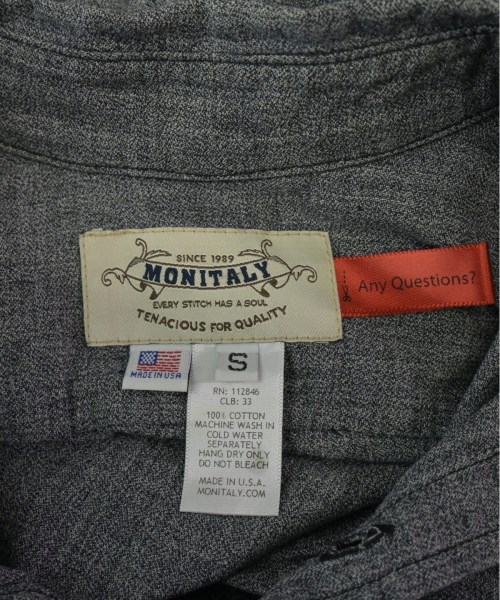 SINCE 1989
MONITALY
EVERY STITCH HAS A SOUL
TENACIOUS FOR QUALITY
Any Questions?
MADE IN USA
S
RN: 112846
CLB: 33
100% COTTON
MACHINE WASH IN
COLD WATER
SEPARATELY
HANG DRY ONLY
DO NOT BLEACH
MADE IN U.S.A.
MONITALY.COM